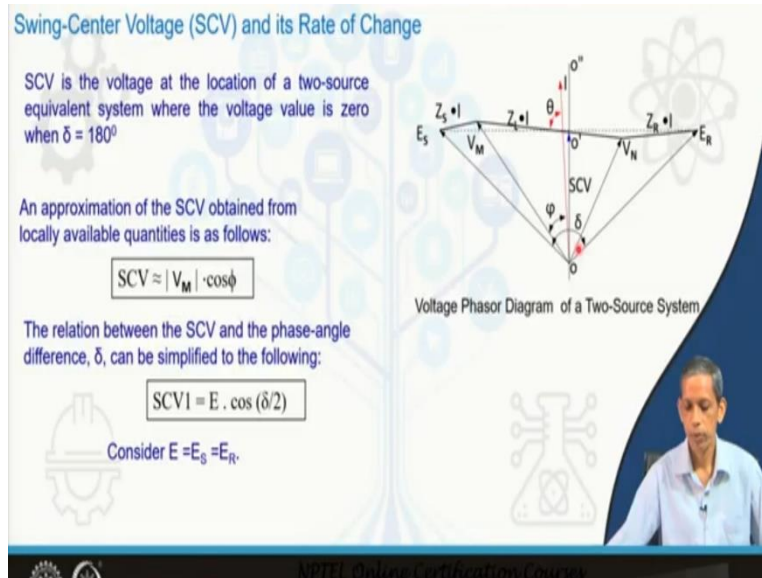 Swing-Center Voltage (SCV) and its Rate of Change
SCV is the voltage at the location of a two-source
equivalent system where the voltage value is zero
when δ = 180⁰
An approximation of the SCV obtained from
locally available quantities is as follows:
SCV ≈ | V_M | ·cosϕ
The relation between the SCV and the phase-angle
difference, δ, can be simplified to the following:
SCV1 = E . cos (δ/2)
Consider E =E_S =E_R.
o"
I
θ
Z_S •I
Z_L•I
Z_R •I
E_S
V_M
o'
V_N
E_R
SCV
φ
δ
o
Voltage Phasor Diagram of a Two-Source System
NPTEL Online Certification Courses